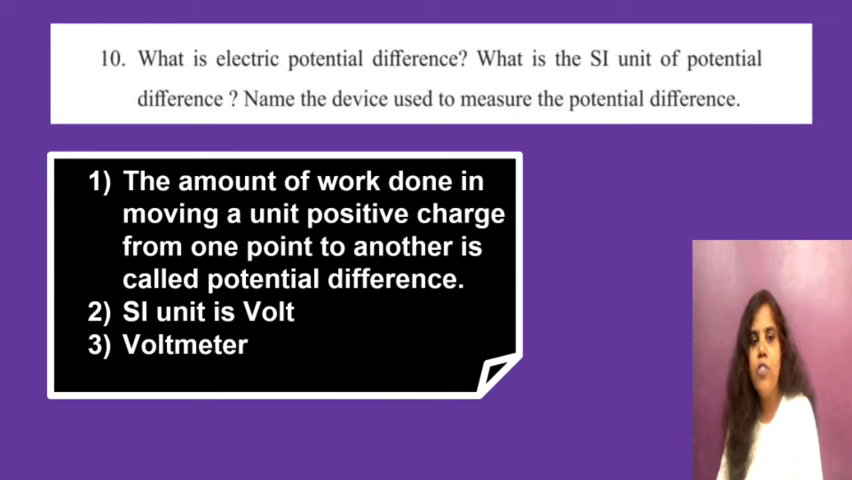 10. What is electric potential difference? What is the SI unit of potential
difference ? Name the device used to measure the potential difference.
1) The amount of work done in
moving a unit positive charge
from one point to another is
called potential difference.
2) SI unit is Volt
3) Voltmeter